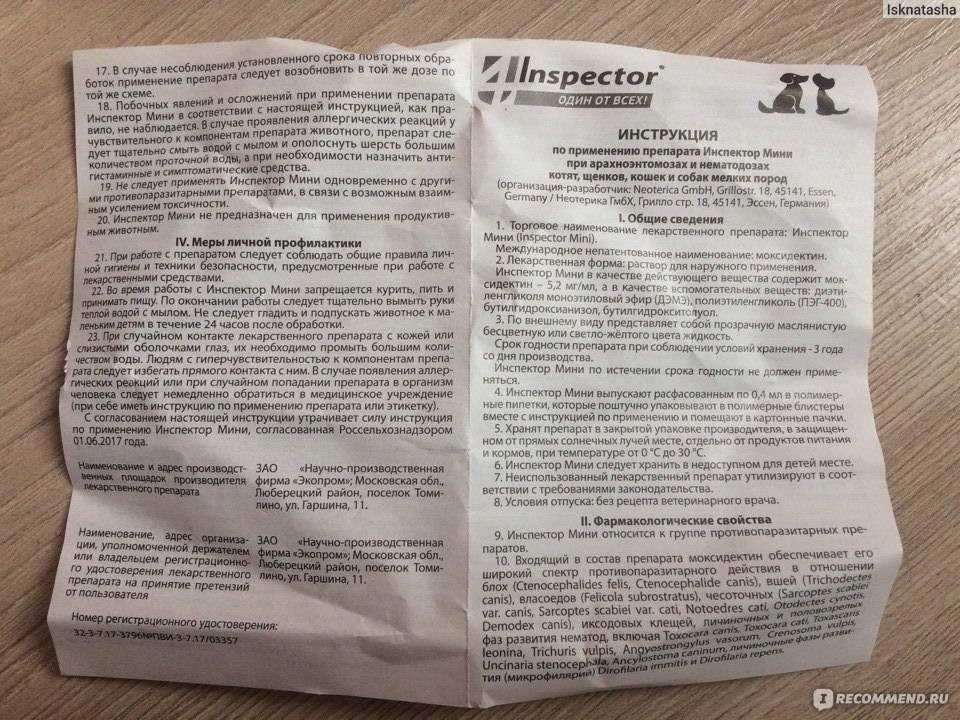 Isknatasha
17. В случае несоблюдения установленного срока повторных обра-
боток применение препарата следует возобновить в той же дозе по
той же схеме.
18. Побочных явлений и осложнений при применении препарата
Инспектор Мини в соответствии с настоящей инструкцией, как пра-
вило, не наблюдается. В случае проявления аллергических реакций у
чувствительного к компонентам препарата животного, препарат сле-
дует тщательно смыть водой с мылом и ополоснуть шерсть большим
количеством проточной воды, а при необходимости назначить анти-
гистаминные и симптоматические средства.
19. Не следует применять Инспектор Мини одновременно с други-
ми противопаразитарными препаратами, в связи с возможным взаим-
ным усилением токсичности.
20. Инспектор Мини не предназначен для применения продуктив-
ным животным.
IV. Меры личной профилактики
21. При работе с препаратом следует соблюдать общие правила лич-
ной гигиены и техники безопасности, предусмотренные при работе с
лекарственными средствами.
22. Во время работы с Инспектор Мини запрещается курить, пить и
принимать пищу. По окончании работы следует тщательно вымыть руки
теплой водой с мылом. Не следует гладить и подпускать животное к ма-
леньким детям в течение 24 часов после обработки.
23. При случайном контакте лекарственного препарата с кожей или
слизистыми оболочками глаз, их необходимо промыть большим коли-
чеством воды. Людям с гиперчувствительностью к компонентам препа-
рата следует избегать прямого контакта с ним. В случае появления аллер-
гических реакций или при случайном попадании препарата в организм
человека следует немедленно обратиться в медицинское учреждение
(при себе иметь инструкцию по применению препарата или этикетку).
С согласованием настоящей инструкции утрачивает силу инструкция
по применению Инспектор Мини, согласованная Россельхознадзором
01.06.2017 года.
Наименование и адрес производст-
венных площадок производителя
лекарственного препарата
ЗАО «Научно-производственная
фирма «Экопром»; Московская обл.,
Люберецкий район, поселок Томи-
лино, ул. Гаршина, 11.
Наименование, адрес организа-
ции, уполномоченной держателем
или владельцем регистрационно-
го удостоверения лекарственного
препарата на принятие претензий
от пользователя
ЗАО «Научно-производственная
фирма «Экопром»; Московская обл.,
Люберецкий район, поселок Томи-
лино, ул. Гаршина, 11.
Номер регистрационного удостоверения:
32-3-7.17-3796№ПВИ-3-7.17/03357
Inspector®
ОДИН ОТ ВСЕХ!
ИНСТРУКЦИЯ
по применению препарата Инспектор Мини
при арахноэнтомозах и нематодозах
котят, щенков, кошек и собак мелких пород
(организация-разработчик: Neoterica GmbH, Grillostr. 18, 45141, Essen,
Germany / Неотерика ГмбХ, Грилло стр. 18, 45141, Эссен, Германия)
I. Общие сведения
1. Торговое наименование лекарственного препарата: Инспектор
Мини (Inspector Mini).
Международное непатентованное наименование: моксидектин.
2. Лекарственная форма: раствор для наружного применения.
Инспектор Мини в качестве действующего вещества содержит мок-
сидектин – 5,2 мг/мл, а в качестве вспомогательных веществ: диэти-
ленгликоля моноэтиловый эфир (ДЭМЭ), полиэтиленгликоль (ПЭГ-400),
бутилгидроксианизол, бутилгидрокситолуол.
3. По внешнему виду представляет собой прозрачную маслянистую
бесцветную или светло-жёлтого цвета жидкость.
Срок годности препарата при соблюдении условий хранения - 3 года
со дня производства.
Инспектор Мини по истечении срока годности не должен приме-
няться.
4. Инспектор Мини выпускают расфасованным по 0,4 мл в полимер-
ные пипетки, которые поштучно упаковывают в полимерные блистеры
вместе с инструкцией по применению и помещают в картонные пачки.
5. Хранят препарат в закрытой упаковке производителя, в защищен-
ном от прямых солнечных лучей месте, отдельно от продуктов питания
и кормов, при температуре от 0 °С до 30 °С.
6. Инспектор Мини следует хранить в недоступном для детей месте.
7. Неиспользованный лекарственный препарат утилизируют в соот-
ветствии с требованиями законодательства.
8. Условия отпуска: без рецепта ветеринарного врача.
II. Фармакологические свойства
9. Инспектор Мини относится к группе противопаразитарных пре-
паратов.
10. Входящий в состав препарата моксидектин обеспечивает его
широкий спектр противопаразитарного действия в отношении
блох (Ctenocephalides felis, Ctenocephalide canis), вшей (Trichodectes
canis), власоедов (Felicola subrostratus), чесоточных (Sarcoptes scabiei
var. canis, Sarcoptes scabiei var. cati, Notoedres cati, Otodectes cynotis,
Demodex canis), иксодовых клещей, личиночных и половозрелых
фаз развития нематод, включая Toxocara canis, Toxocara cati, Toxascaris
leonina, Trichuris vulpis, Angyostrongylus vasorum, Crenosoma vulpis,
Uncinaria stenocephala, Ancylostoma caninum, личиночные фазы разви-
тия (микрофилярии) Dirofilaria immitis и Dirofilaria repens.
I RECOMMEND.RU